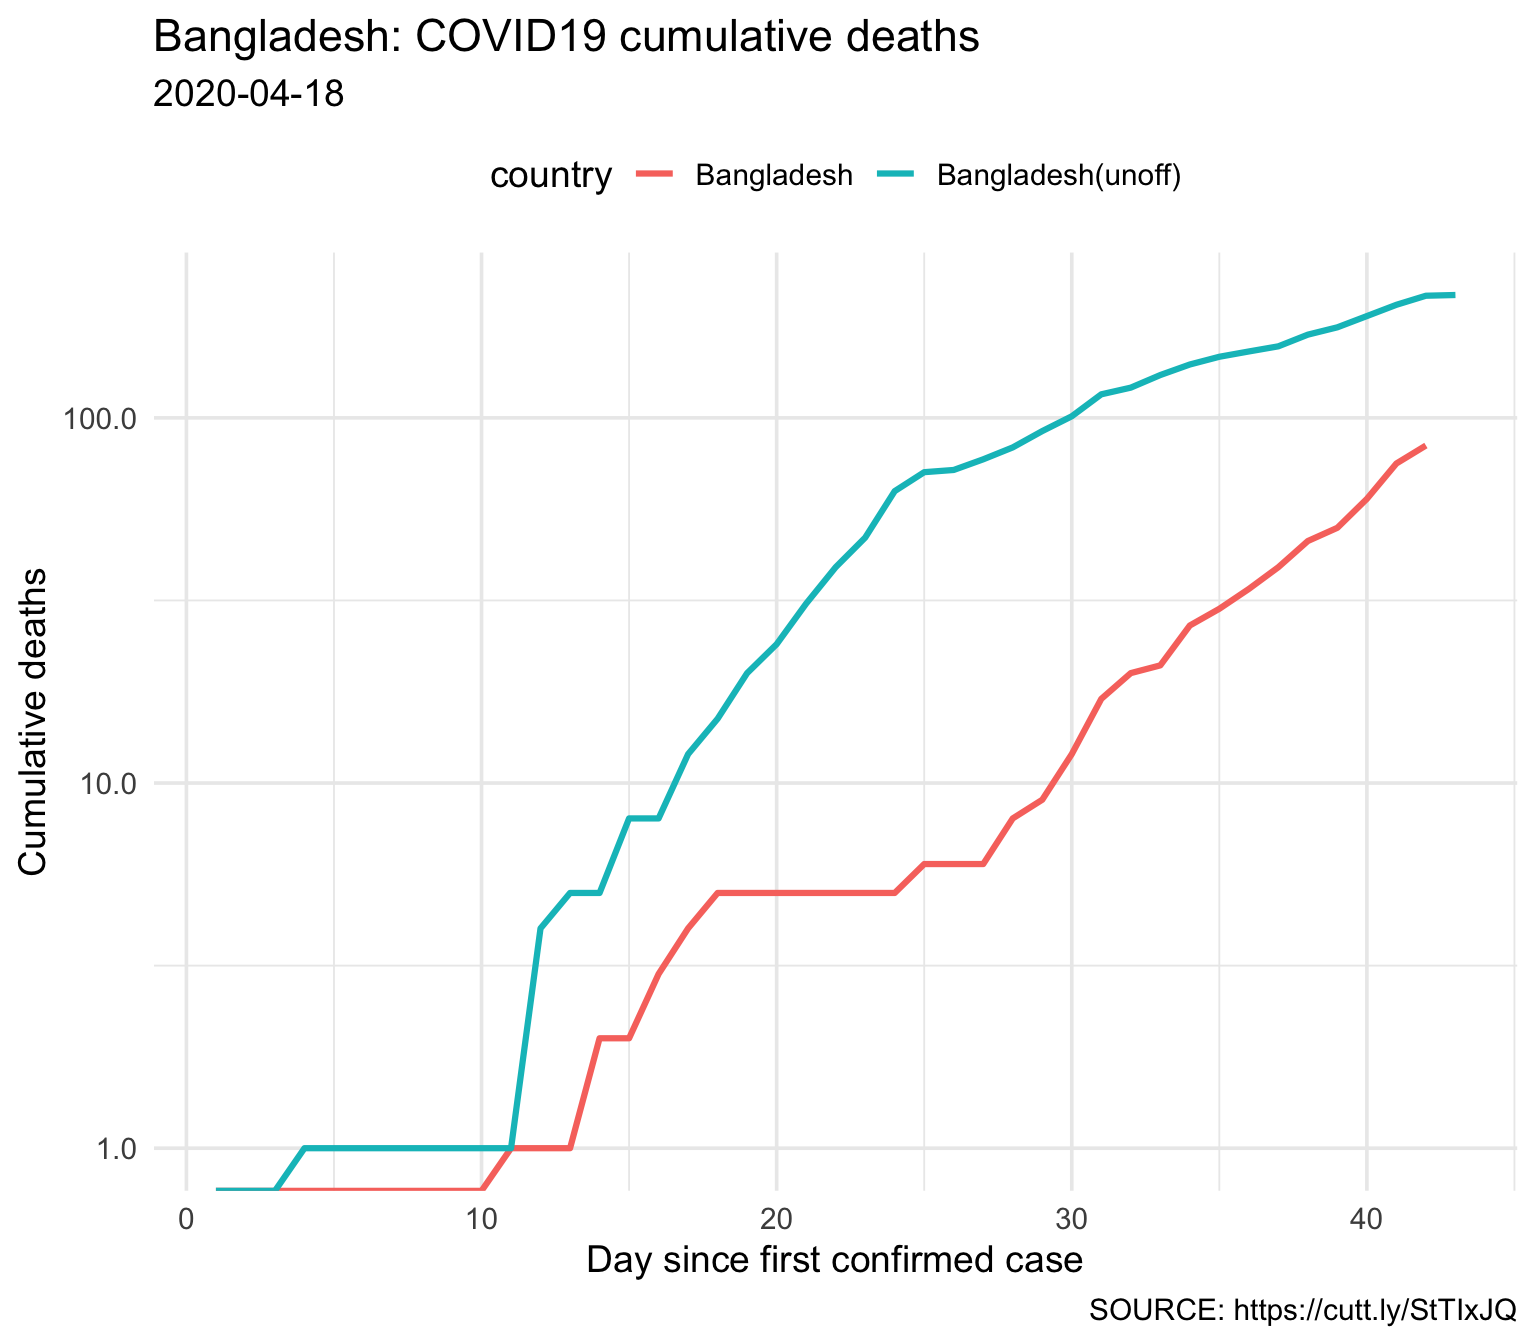 Bangladesh: COVID19 cumulative deaths
2020-04-18
country Bangladesh Bangladesh(unoff)
100.0
10.0
1.0
Cumulative deaths
0 10 20 30 40
Day since first confirmed case
SOURCE: https://cutt.ly/StTIxJQ